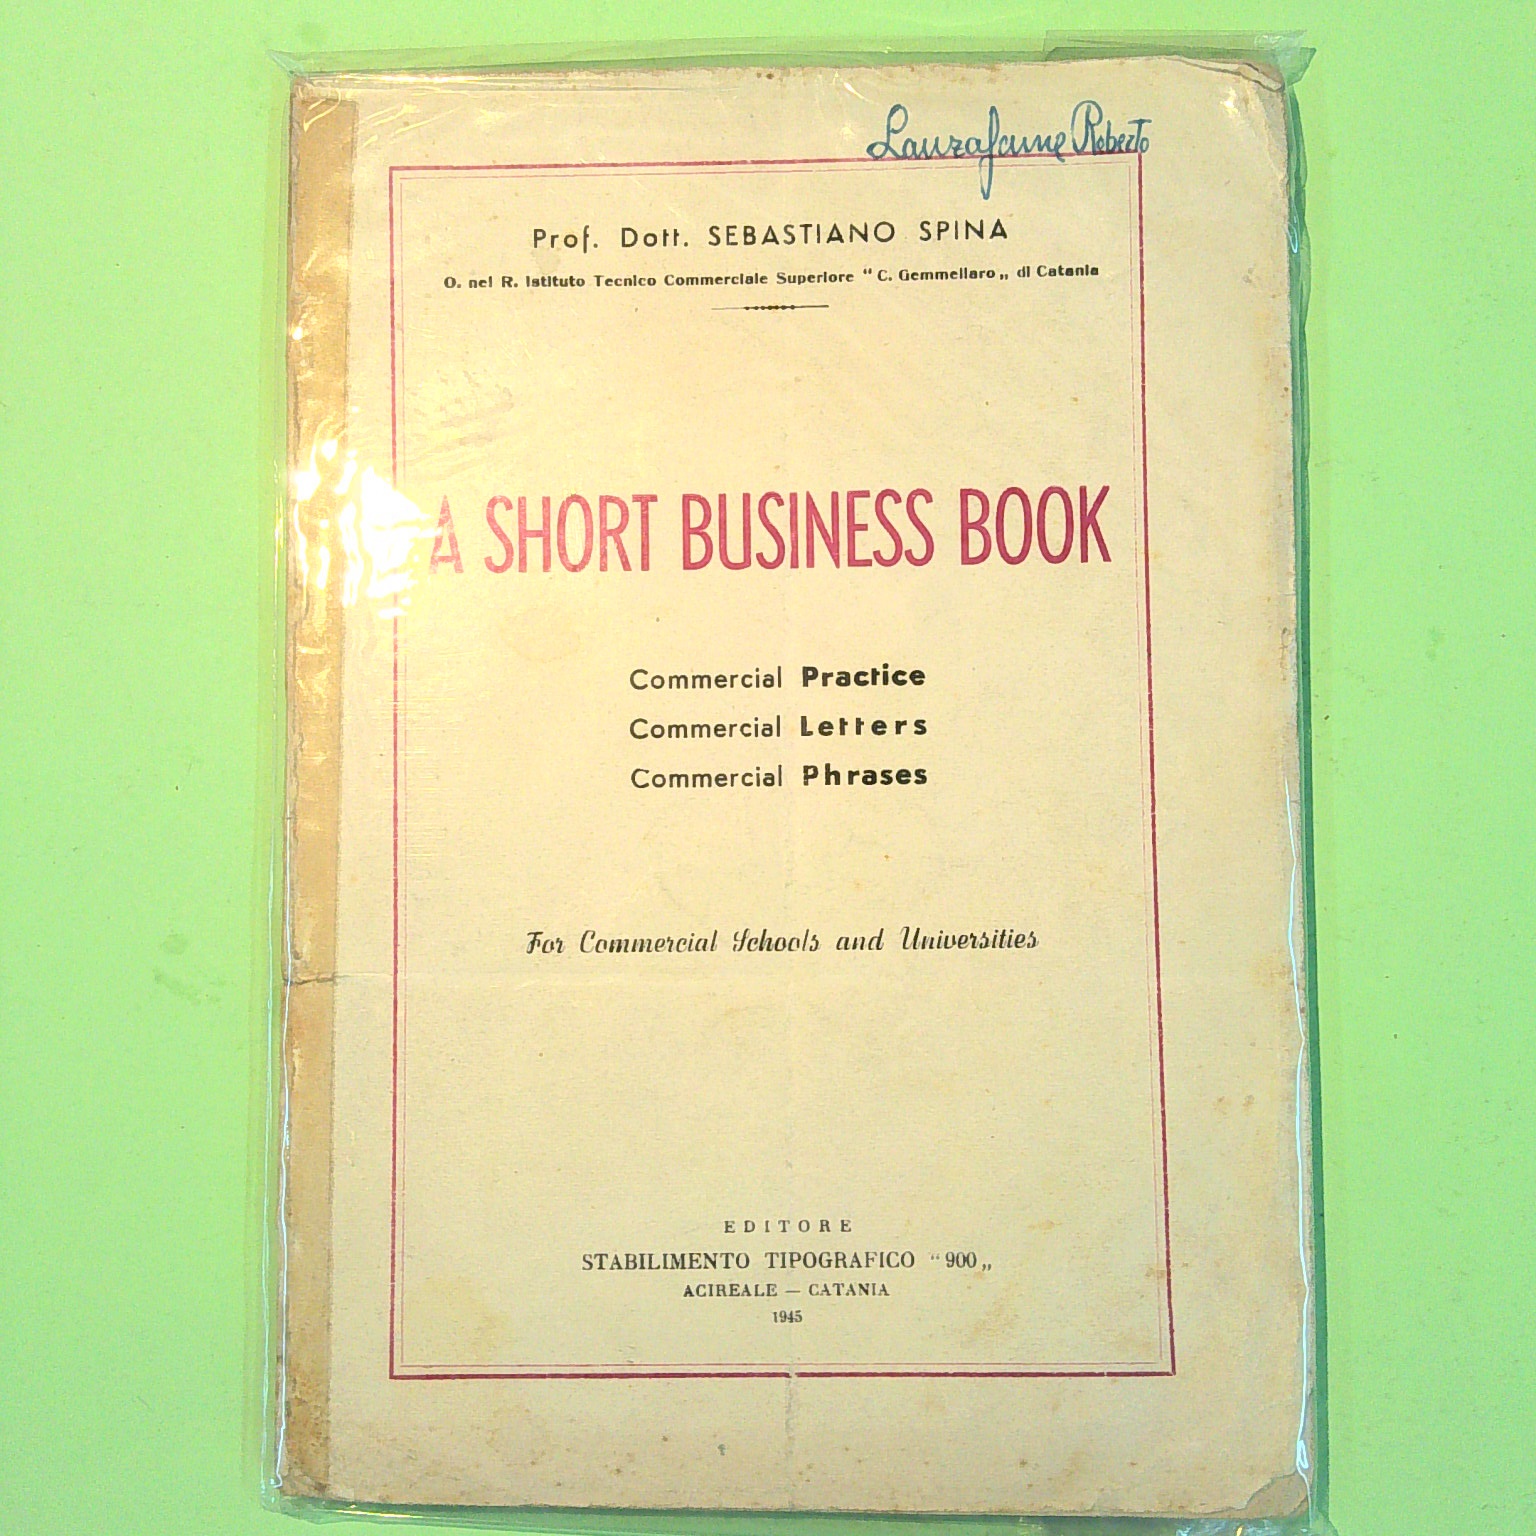 Lanzafame Roberto
Prof. Dott. SEBASTIANO SPINA
O. nel R. Istituto Tecnico Commerciale Superiore “ C. Gemmellaro „ di Catania
A SHORT BUSINESS BOOK
Commercial Practice
Commercial Letters
Commercial Phrases
For Commercial Schools and Universities
EDITORE
STABILIMENTO TIPOGRAFICO “ 900 „
ACIREALE — CATANIA
1945